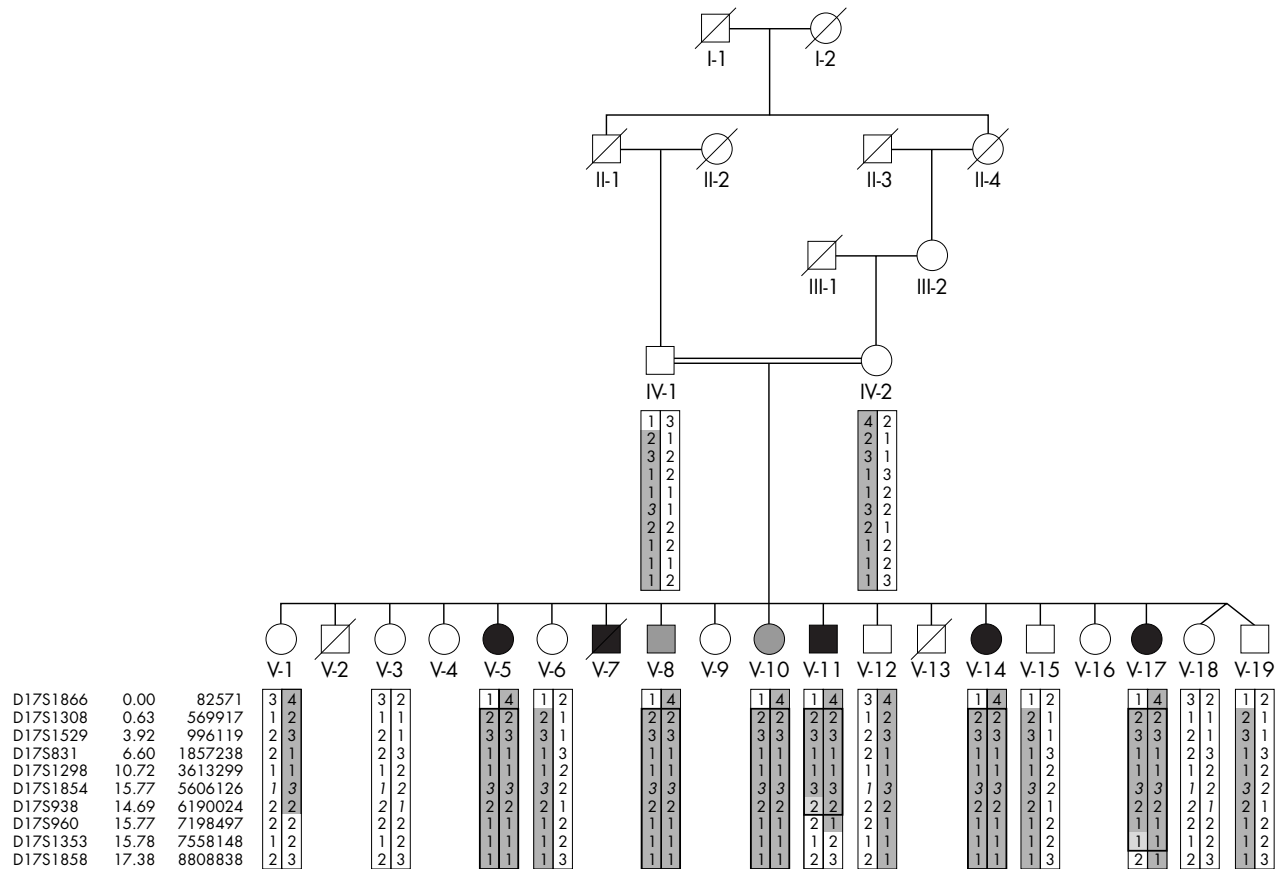 I-1 I-2
II-1 II-2 II-3 II-4
III-1 III-2
IV-1 IV-2
1 3 4 2
2 1 2 1
3 2 3 1
1 2 1 3
1 1 1 2
3 1 3 2
2 2 2 1
1 2 1 2
1 1 1 2
1 2 1 3
V-1 V-2 V-3 V-4 V-5 V-6 V-7 V-8 V-9 V-10 V-11 V-12 V-13 V-14 V-15 V-16 V-17 V-18 V-19
D17S1866 0.00 82571 3 4 3 2 1 4 1 2 1 4 1 4 1 4 3 4 1 4 1 2 1 4 3 2 1 2
D17S1308 0.63 569917 1 2 1 1 2 2 2 1 2 2 2 2 2 2 1 2 2 2 2 1 2 2 1 1 2 1
D17S1529 3.92 996119 2 3 2 1 3 3 3 1 3 3 3 3 3 3 2 3 3 3 3 1 3 3 2 1 3 1
D17S831 6.60 1857238 2 1 2 3 1 1 1 3 1 1 1 1 1 1 2 1 1 1 1 3 1 1 2 3 1 3
D17S1298 10.72 3613299 1 1 1 2 1 1 1 2 1 1 1 1 1 1 1 1 1 1 1 2 1 1 1 2 1 2
D17S1854 15.77 5606126 1 3 1 2 3 3 3 2 3 3 3 3 3 3 1 3 3 3 3 2 3 3 1 2 3 2
D17S938 14.69 6190024 2 2 2 1 2 2 2 1 2 2 2 2 2 2 2 2 2 2 2 1 2 2 2 1 2 1
D17S960 15.77 7198497 2 2 2 2 1 1 1 2 1 1 1 1 2 1 2 1 1 1 1 2 1 1 2 2 1 2
D17S1353 15.78 7558148 1 2 1 2 1 1 1 2 1 1 1 1 1 2 1 1 1 1 1 2 1 1 1 2 1 2
D17S1858 17.38 8808838 2 3 2 3 1 1 1 3 1 1 1 1 2 3 2 1 1 1 1 3 2 1 2 3 1 3